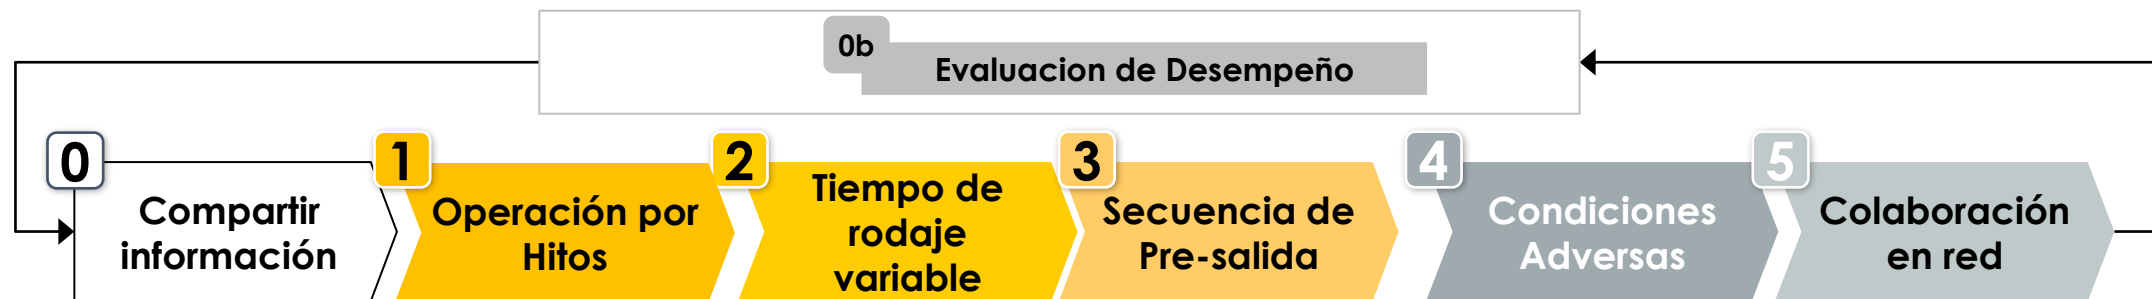 0b
Evaluacion de Desempeño
0
Compartir
información
1
Operación por
Hitos
2
Tiempo de
rodaje
variable
3
Secuencia de
Pre-salida
4
Condiciones
Adversas
5
Colaboración
en red